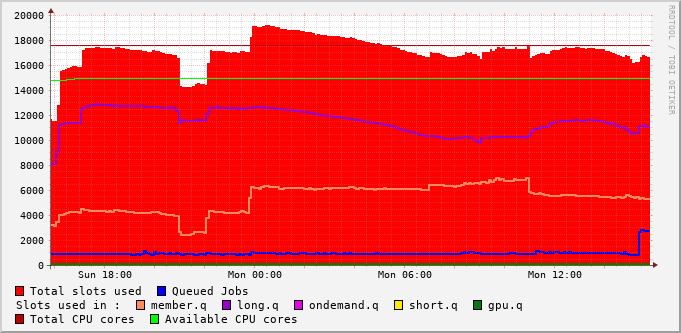 20000
18000
16000
14000
12000
10000
8000
6000
4000
2000
0
Sun 18:00 Mon 00:00 Mon 06:00 Mon 12:00
RRDTOOL / TOBI OETIKER
Total slots used Queued Jobs
Slots used in : member.q long.q ondemand.q short.q gpu.q
Total CPU cores Available CPU cores